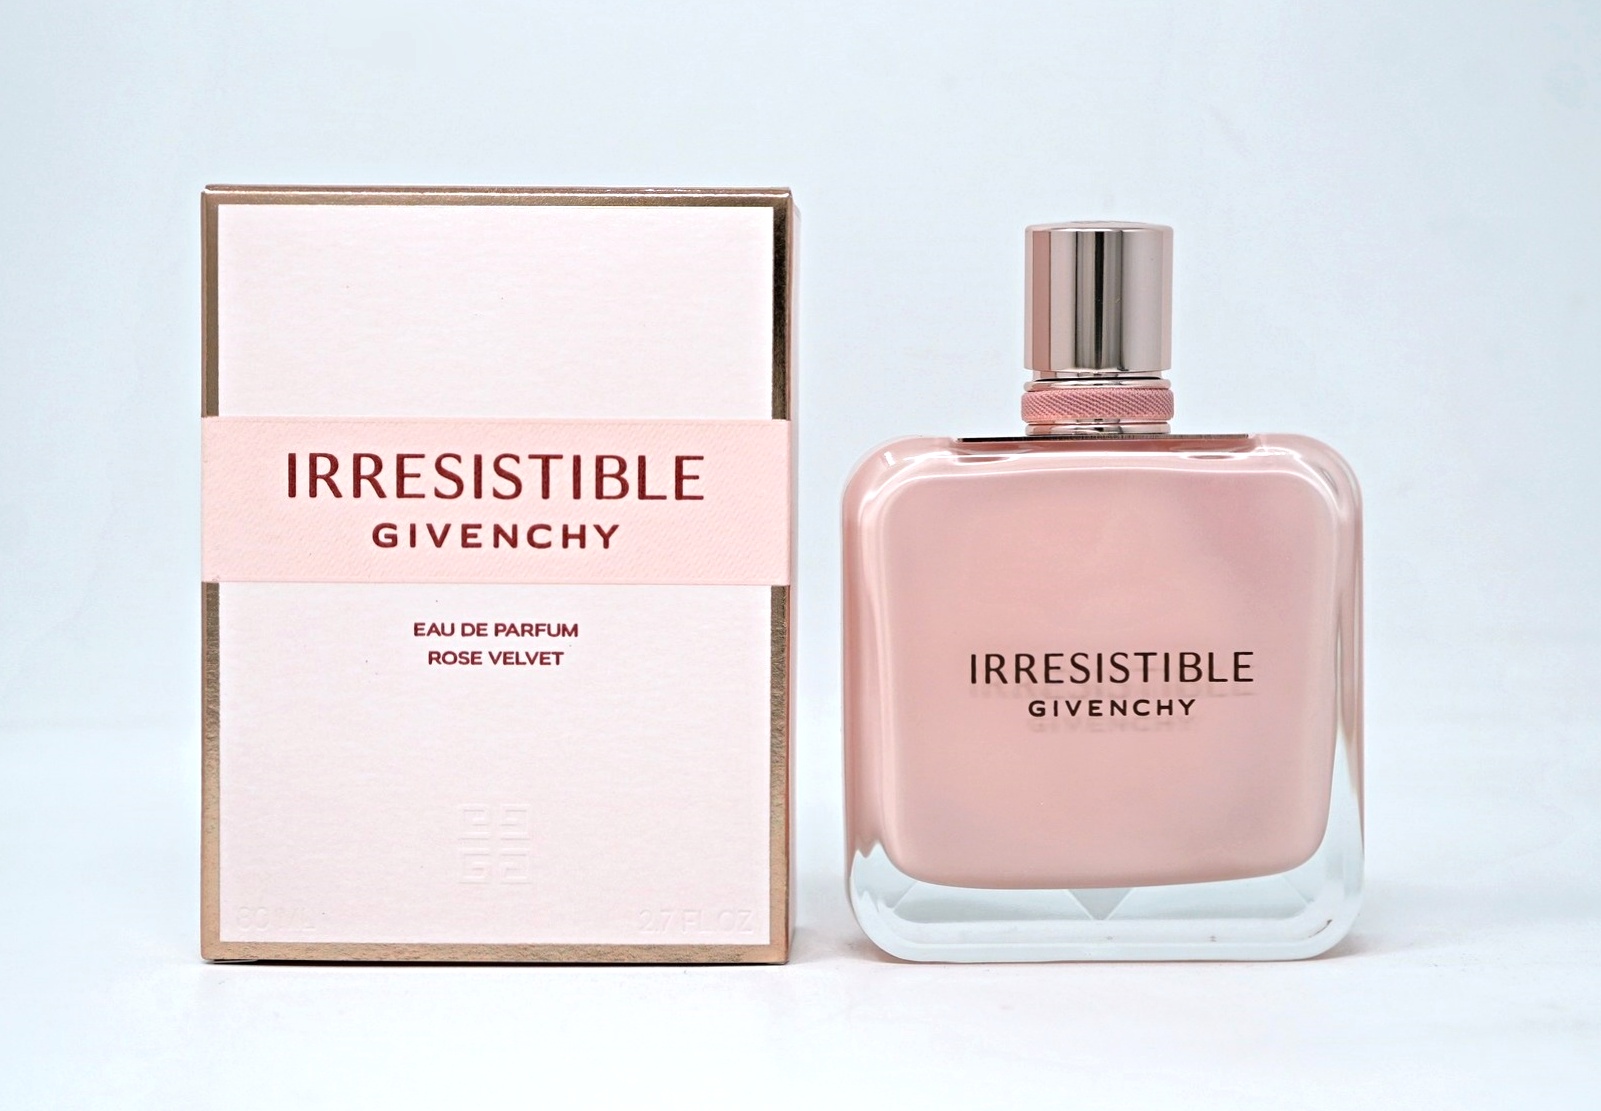 IRRESISTIBLE
GIVENCHY
EAU DE PARFUM
ROSE VELVET
80 ML
2.7 FL.OZ
IRRESISTIBLE
GIVENCHY